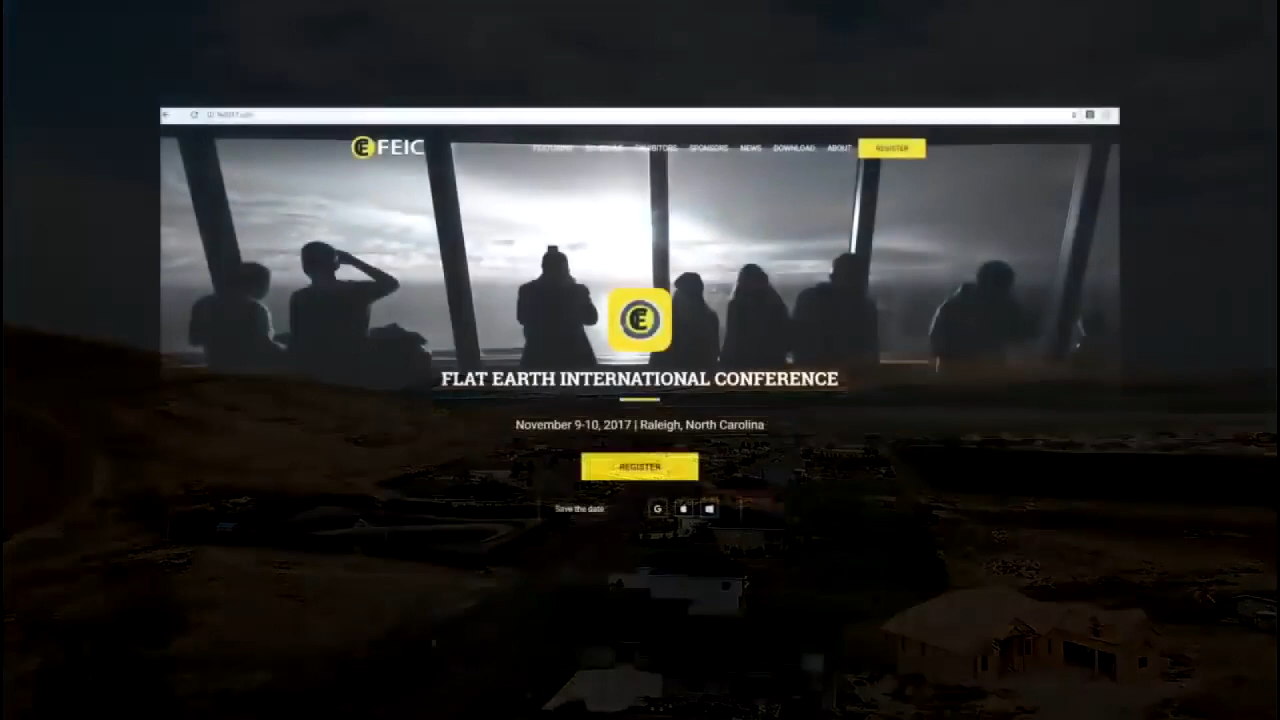 FEIC
SPONSORS NEWS DOWNLOAD ABOUT REGISTER
FLAT EARTH INTERNATIONAL CONFERENCE
November 9-10, 2017 | Raleigh, North Carolina
REGISTER
Save the date